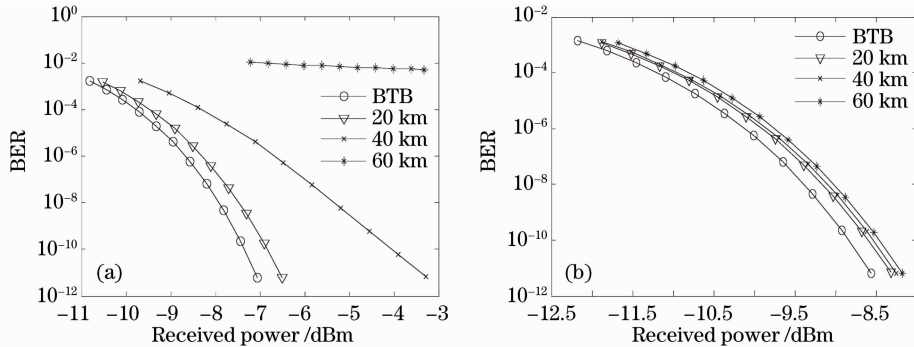 10^0
10^-2
10^-4
10^-6
10^-8
10^-10
10^-12
BER
BTB
20 km
40 km
60 km
(a)
−11 −10 −9 −8 −7 −6 −5 −4 −3
Received power /dBm
10^-2
10^-4
10^-6
10^-8
10^-10
10^-12
BER
BTB
20 km
40 km
60 km
(b)
−12.5 −11.5 −10.5 −9.5 −8.5
Received power /dBm